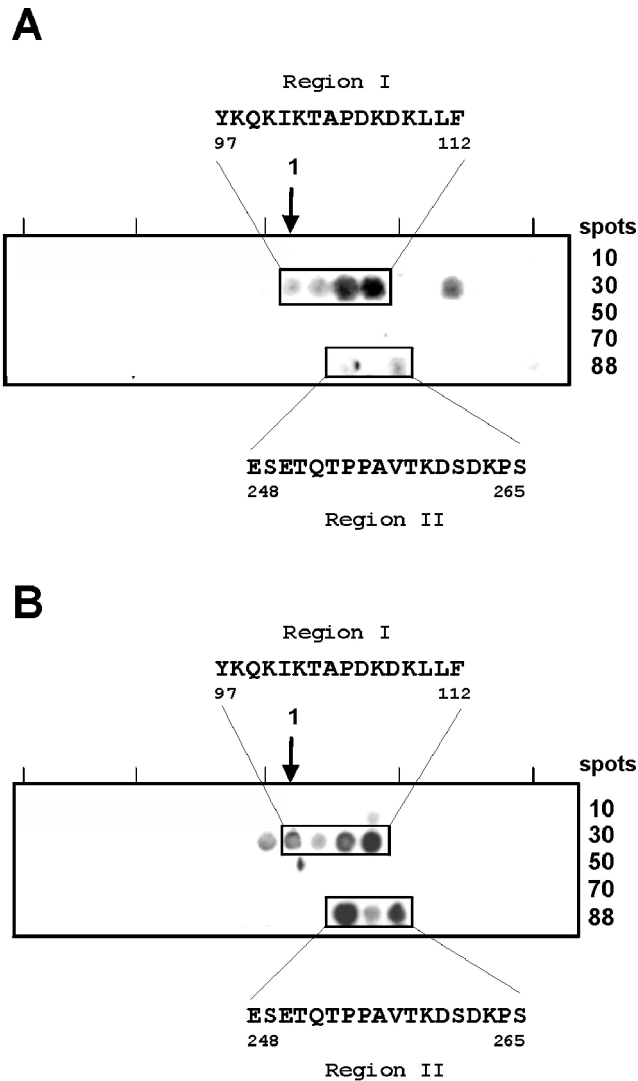 A
Region I
YKQKIKTAPDKDKLLF
97 112
1
spots
10
30
50
70
88
ESETQTPPAVTKDSDKPS
248 265
Region II
B
Region I
YKQKIKTAPDKDKLLF
97 112
1
spots
10
30
50
70
88
ESETQTPPAVTKDSDKPS
248 265
Region II